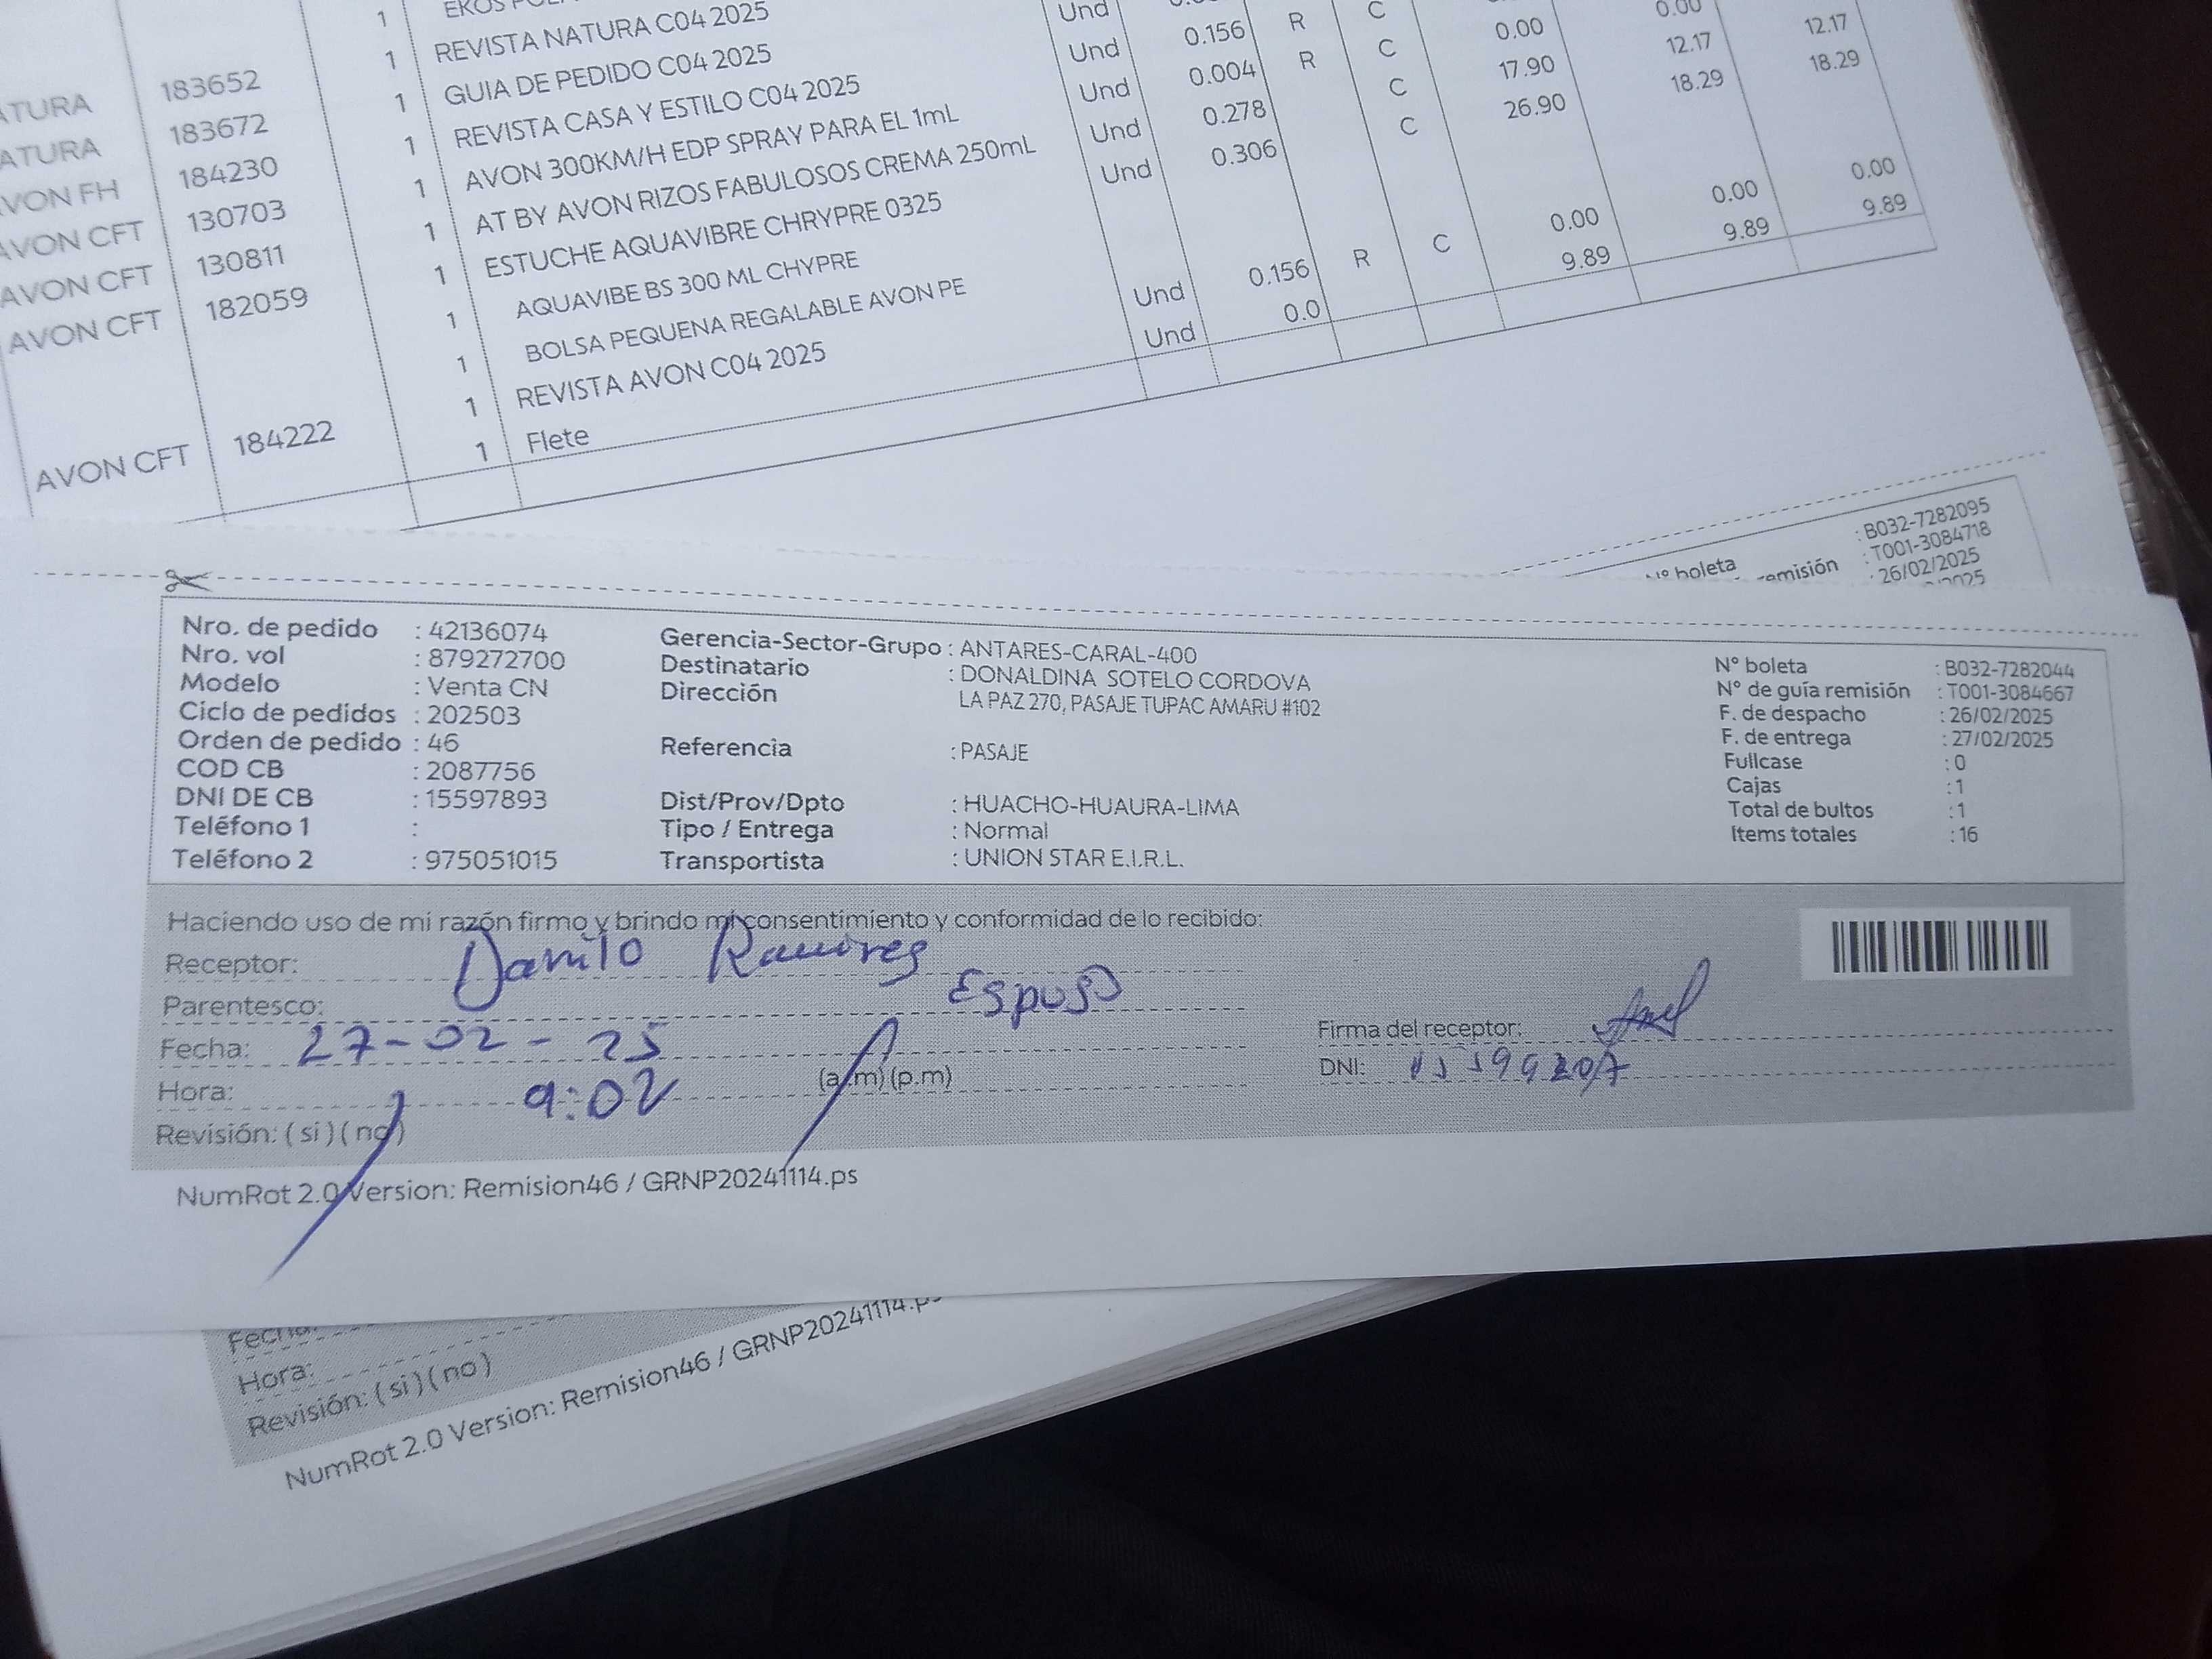 1
1 REVISTA NATURA C04 2025 Und
ATURA 183652 1 GUIA DE PEDIDO C04 2025 Und 0.156 R C 0.00 0.00
ATURA 183672 1 REVISTA CASA Y ESTILO C04 2025 Und 0.004 R C 17.90 12.17 12.17
AVON FH 184230 1 AVON 300KM/H EDP SPRAY PARA EL 1mL Und 0.278 C 26.90 18.29 18.29
AVON CFT 130703 1 AT BY AVON RIZOS FABULOSOS CREMA 250mL Und 0.306 C
AVON CFT 130811 1 ESTUCHE AQUAVIBRE CHRYPRE 0325
AVON CFT 182059 1 AQUAVIBE BS 300 ML CHYPRE
1 BOLSA PEQUENA REGALABLE AVON PE
AVON CFT 184222 1 REVISTA AVON C04 2025 Und 0.156 R C 0.00 0.00 0.00
1 Flete Und 0.0 9.89 9.89 9.89
Nº boleta : B032-7282095
remisión : T001-3084718
: 26/02/2025
Nro. de pedido : 42136074
Nro. vol : 879272700
Modelo : Venta CN
Ciclo de pedidos : 202503
Orden de pedido : 46
COD CB : 2087756
DNI DE CB : 15597893
Teléfono 1 :
Teléfono 2 : 975051015
Gerencia-Sector-Grupo : ANTARES-CARAL-400
Destinatario : DONALDINA SOTELO CORDOVA
Dirección LA PAZ 270, PASAJE TUPAC AMARU #102
Referencia : PASAJE
Dist/Prov/Dpto : HUACHO-HUAURA-LIMA
Tipo / Entrega : Normal
Transportista : UNION STAR E.I.R.L.
Nº boleta : B032-7282044
Nº de guía remisión : T001-3084667
F. de despacho : 26/02/2025
F. de entrega : 27/02/2025
Fullcase : 0
Cajas : 1
Total de bultos : 1
Items totales : 16
Haciendo uso de mi razón firmo y brindo mi consentimiento y conformidad de lo recibido:
Receptor: Danilo Ramires
Parentesco: Esposo
Fecha: 27-02-25
Hora: 9:02 (a.m) (p.m)
Revisión: (si) (no)
Firma del receptor:
DNI:
NumRot 2.0 Version: Remision46 / GRNP20241114.ps
Fecha:
Hora:
Revisión: (si) (no)
NumRot 2.0 Version: Remision46 / GRNP20241114.ps